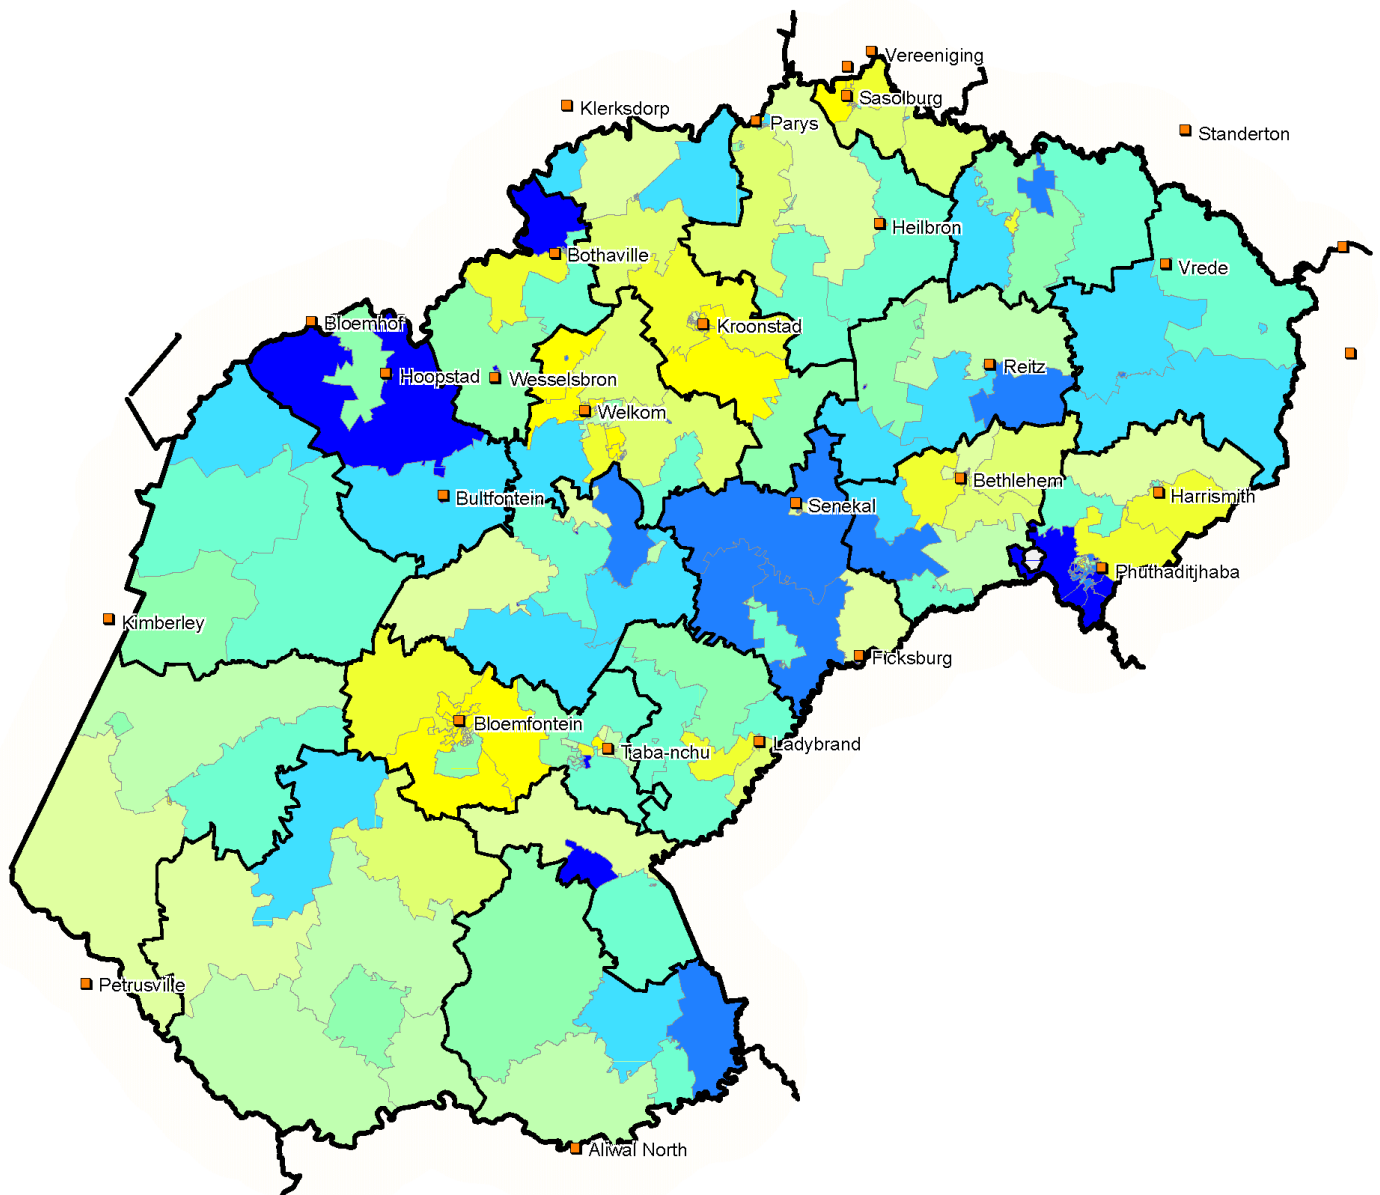 Vereeniging
Sasolburg
Klerksdorp
Parys
Standerton
Heilbron
Bothaville
Vrede
Bloemhof
Kroonstad
Reitz
Hoopstad
Wesselsbron
Welkom
Bethlehem
Bultfontein
Harrismith
Senekal
Phuthaditjhaba
Kimberley
Ficksburg
Bloemfontein
Taba-nchu
Ladybrand
Petrusville
Aliwal North